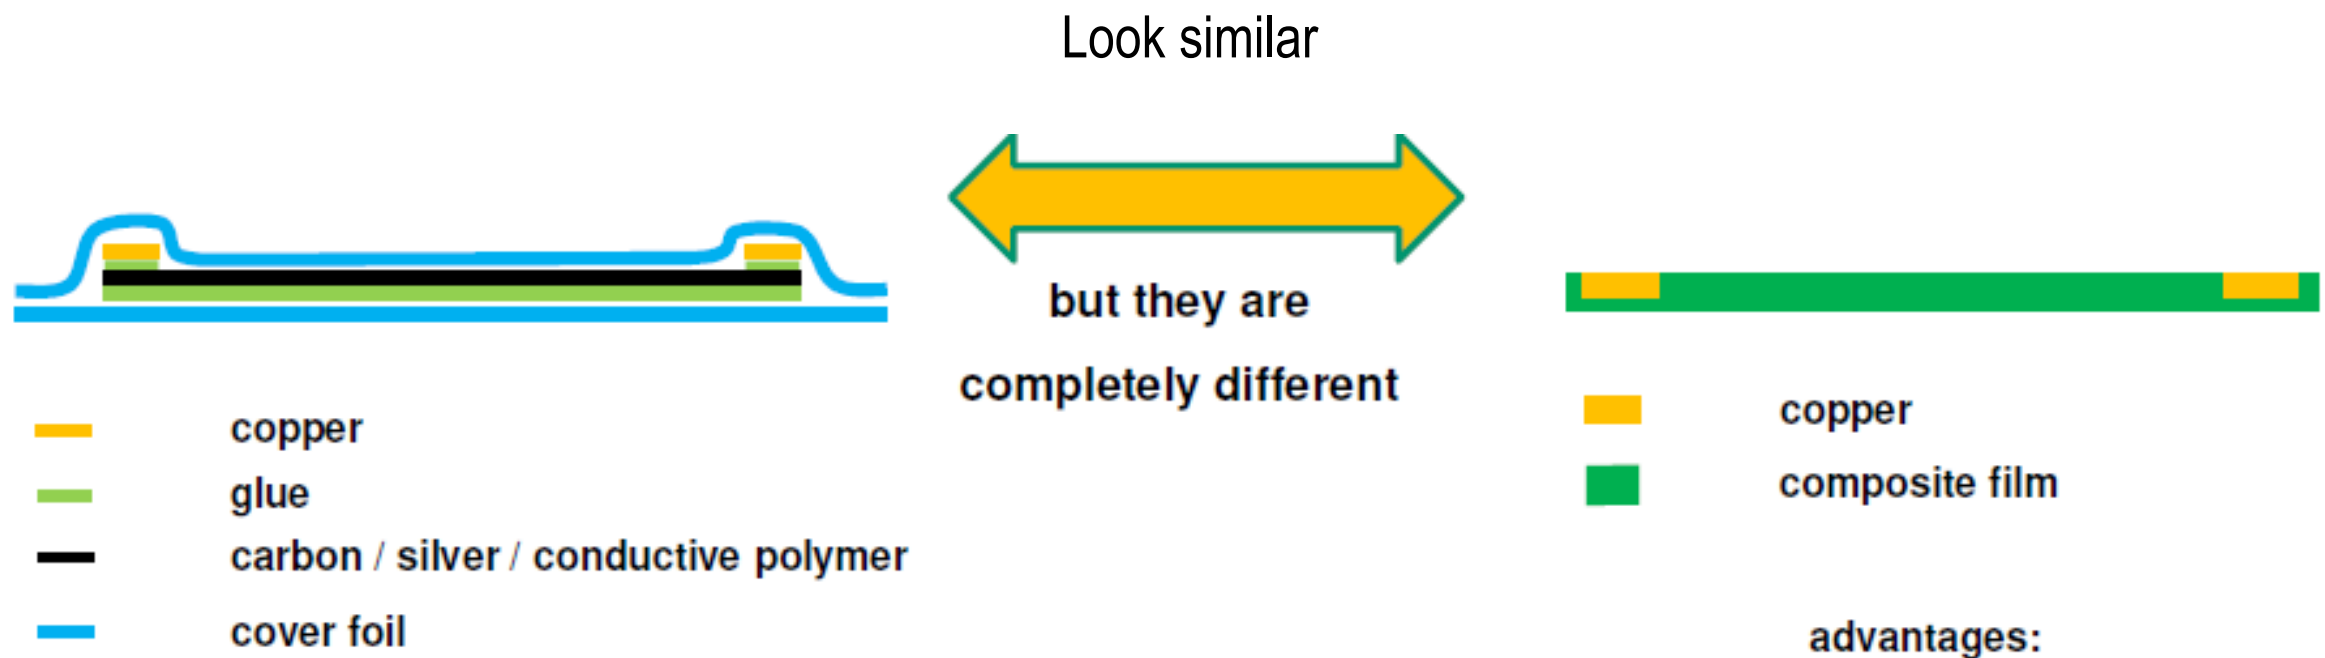 Look similar
but they are
completely different
copper
glue
carbon / silver / conductive polymer
cover foil
copper
composite film
advantages: